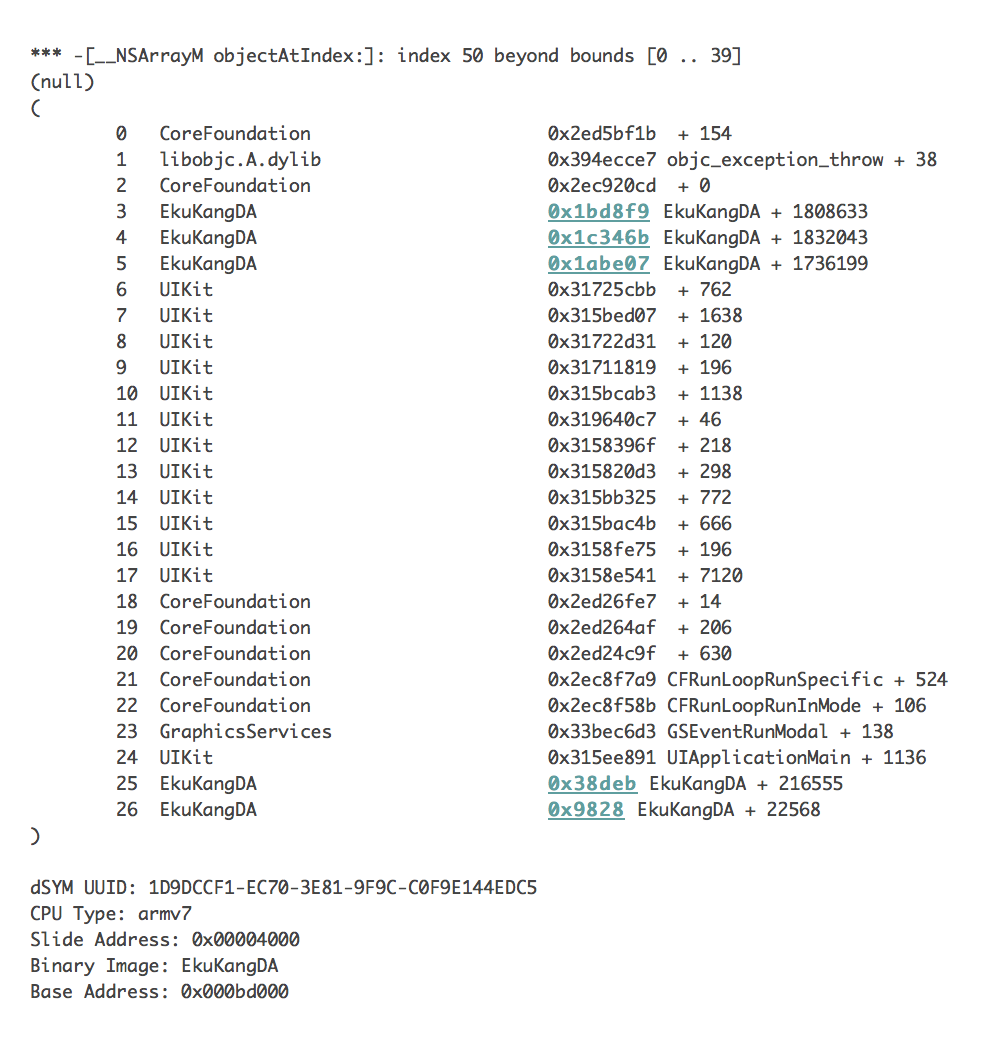 *** -[__NSArrayM objectAtIndex:]: index 50 beyond bounds [0 .. 39]
(null)
(
0 CoreFoundation 0x2ed5bf1b + 154
1 libobjc.A.dylib 0x394ecce7 objc_exception_throw + 38
2 CoreFoundation 0x2ec920cd + 0
3 EkuKangDA 0x1bd8f9 EkuKangDA + 1808633
4 EkuKangDA 0x1c346b EkuKangDA + 1832043
5 EkuKangDA 0x1abe07 EkuKangDA + 1736199
6 UIKit 0x31725cbb + 762
7 UIKit 0x315bed07 + 1638
8 UIKit 0x31722d31 + 120
9 UIKit 0x31711819 + 196
10 UIKit 0x315bcab3 + 1138
11 UIKit 0x319640c7 + 46
12 UIKit 0x3158396f + 218
13 UIKit 0x315820d3 + 298
14 UIKit 0x315bb325 + 772
15 UIKit 0x315bac4b + 666
16 UIKit 0x3158fe75 + 196
17 UIKit 0x3158e541 + 7120
18 CoreFoundation 0x2ed26fe7 + 14
19 CoreFoundation 0x2ed264af + 206
20 CoreFoundation 0x2ed24c9f + 630
21 CoreFoundation 0x2ec8f7a9 CFRunLoopRunSpecific + 524
22 CoreFoundation 0x2ec8f58b CFRunLoopRunInMode + 106
23 GraphicsServices 0x33bec6d3 GSEventRunModal + 138
24 UIKit 0x315ee891 UIApplicationMain + 1136
25 EkuKangDA 0x38deb EkuKangDA + 216555
26 EkuKangDA 0x9828 EkuKangDA + 22568
)
dSYM UUID: 1D9DCCF1-EC70-3E81-9F9C-C0F9E144EDC5
CPU Type: armv7
Slide Address: 0x00004000
Binary Image: EkuKangDA
Base Address: 0x000bd000